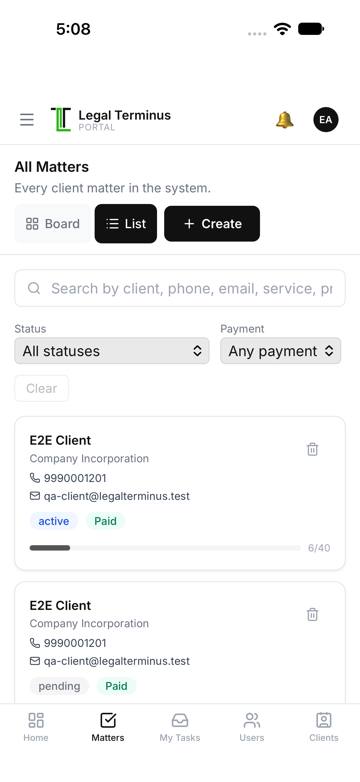 5:08
Legal Terminus
PORTAL
EA
All Matters
Every client matter in the system.
Board
List
+ Create
Search by client, phone, email, service, pr
Status
Payment
All statuses
Any payment
Clear
E2E Client
Company Incorporation
9990001201
qa-client@legalterminus.test
active
Paid
6/40
E2E Client
Company Incorporation
9990001201
qa-client@legalterminus.test
pending
Paid
Home
Matters
My Tasks
Users
Clients